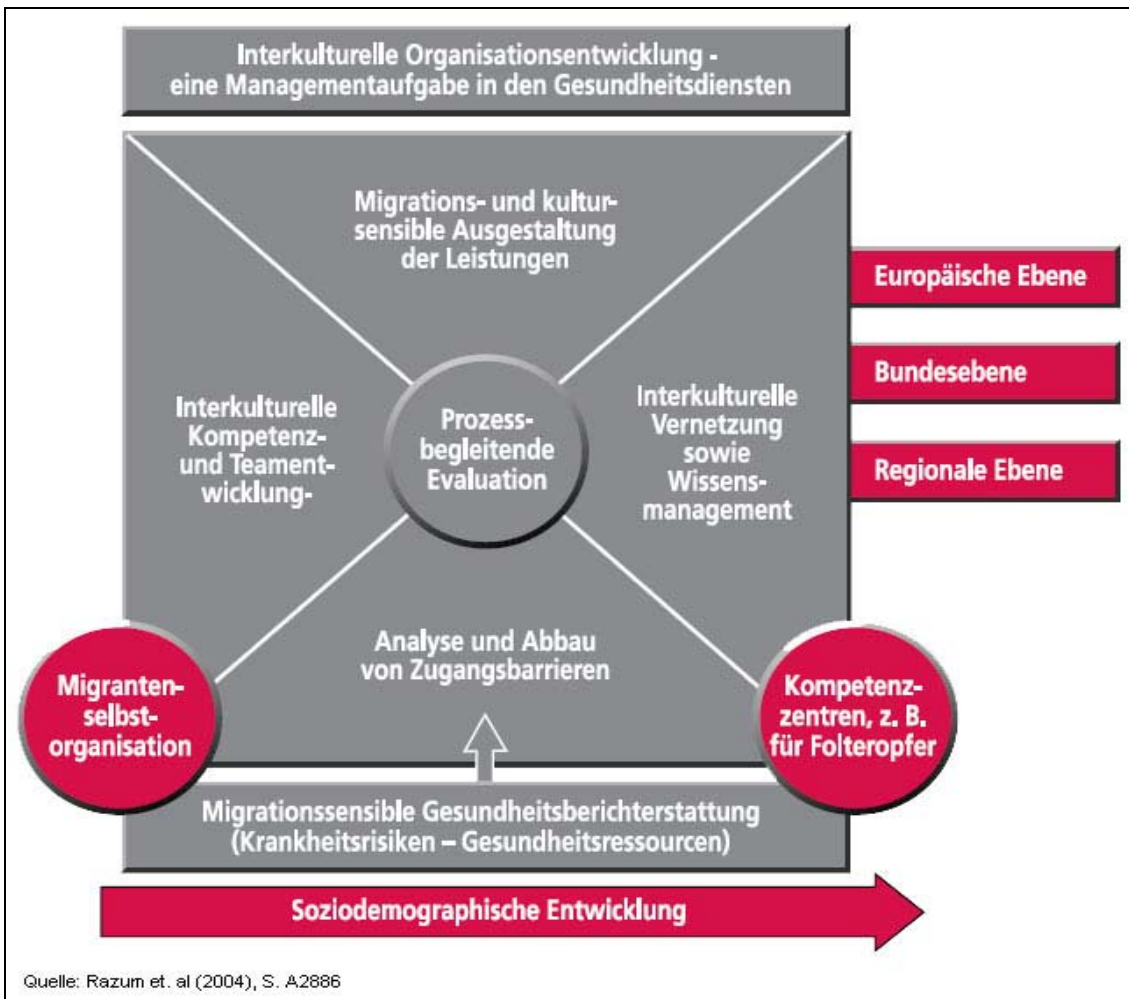 Interkulturelle Organisationsentwicklung -
eine Managementaufgabe in den Gesundheitsdiensten
Migrations- und kultur-
sensible Ausgestaltung
der Leistungen
Europäische Ebene
Bundesebene
Regionale Ebene
Interkulturelle
Kompetenz-
und Teament-
wicklung-
Prozess-
begleitende
Evaluation
Interkulturelle
Vernetzung
sowie
Wissens-
management
Analyse und Abbau
von Zugangsbarrieren
Migranten-
selbst-
organisation
Kompetenz-
zentren, z. B.
für Folteropfer
Migrationssensible Gesundheitsberichterstattung
(Krankheitsrisiken – Gesundheitsressourcen)
Soziodemographische Entwicklung
Quelle: Razum et. al (2004), S. A2886